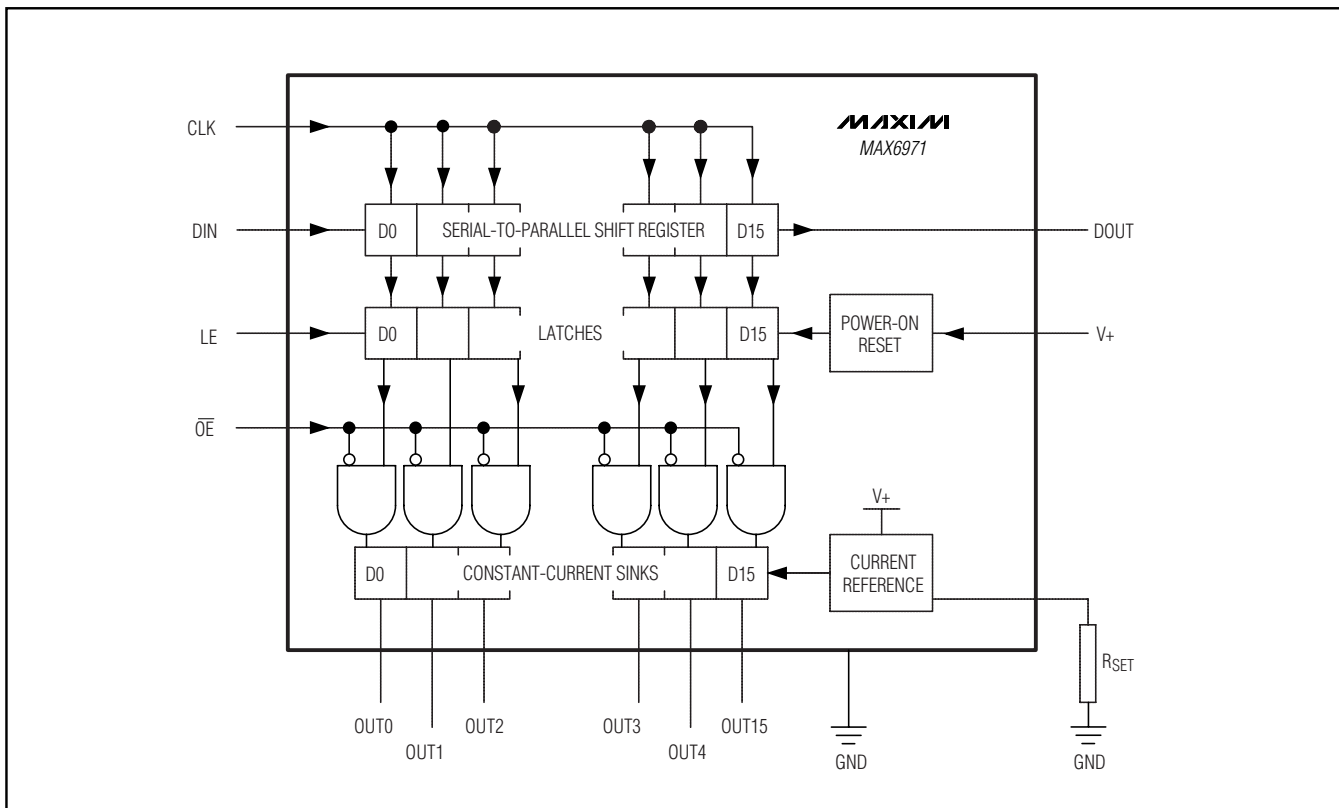 CLK
MAXIM
MAX6971
DIN
D0
SERIAL-TO-PARALLEL SHIFT REGISTER
D15
DOUT
LE
D0
LATCHES
D15
POWER-ON
RESET
V+
OE
V+
D0
CONSTANT-CURRENT SINKS
D15
CURRENT
REFERENCE
RSET
OUT0
OUT1
OUT2
OUT3
OUT4
OUT15
GND
GND